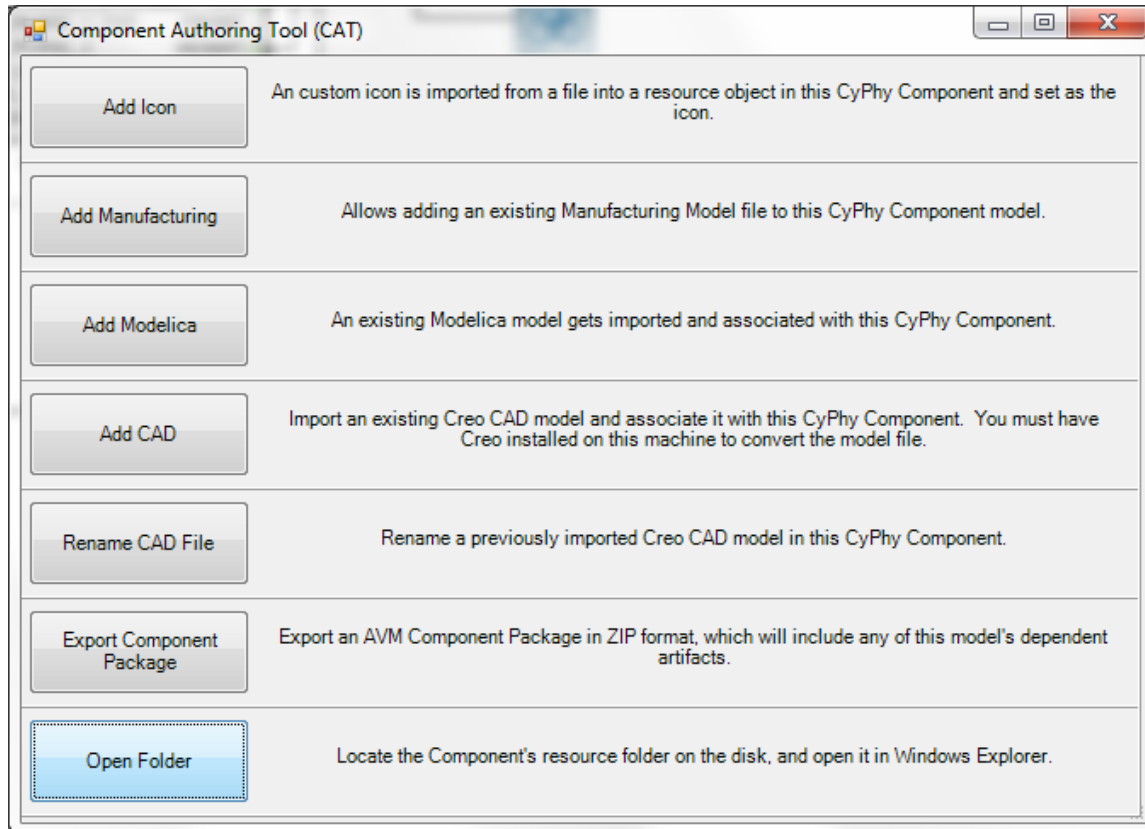 Component Authoring Tool (CAT)
Add Icon
An custom icon is imported from a file into a resource object in this CyPhy Component and set as the
icon.
Add Manufacturing
Allows adding an existing Manufacturing Model file to this CyPhy Component model.
Add Modelica
An existing Modelica model gets imported and associated with this CyPhy Component.
Add CAD
Import an existing Creo CAD model and associate it with this CyPhy Component. You must have
Creo installed on this machine to convert the model file.
Rename CAD File
Rename a previously imported Creo CAD model in this CyPhy Component.
Export Component
Package
Export an AVM Component Package in ZIP format, which will include any of this model's dependent
artifacts.
Open Folder
Locate the Component's resource folder on the disk, and open it in Windows Explorer.